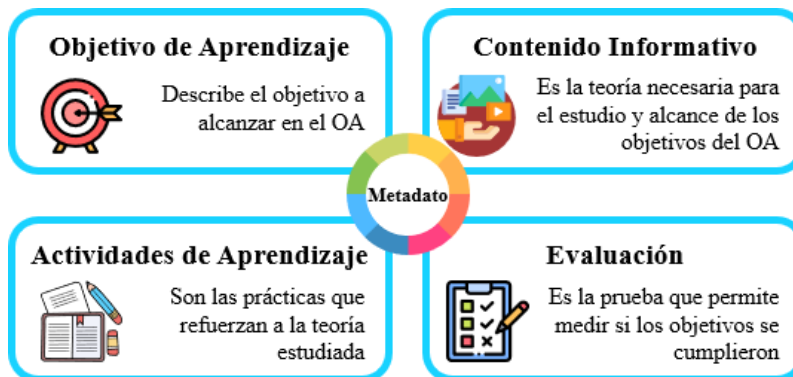 Objetivo de Aprendizaje
Describe el objetivo a
alcanzar en el OA
Contenido Informativo
Es la teoría necesaria para
el estudio y alcance de los
objetivos del OA
Metadato
Actividades de Aprendizaje
Son las prácticas que
refuerzan a la teoría
estudiada
Evaluación
Es la prueba que permite
medir si los objetivos se
cumplieron